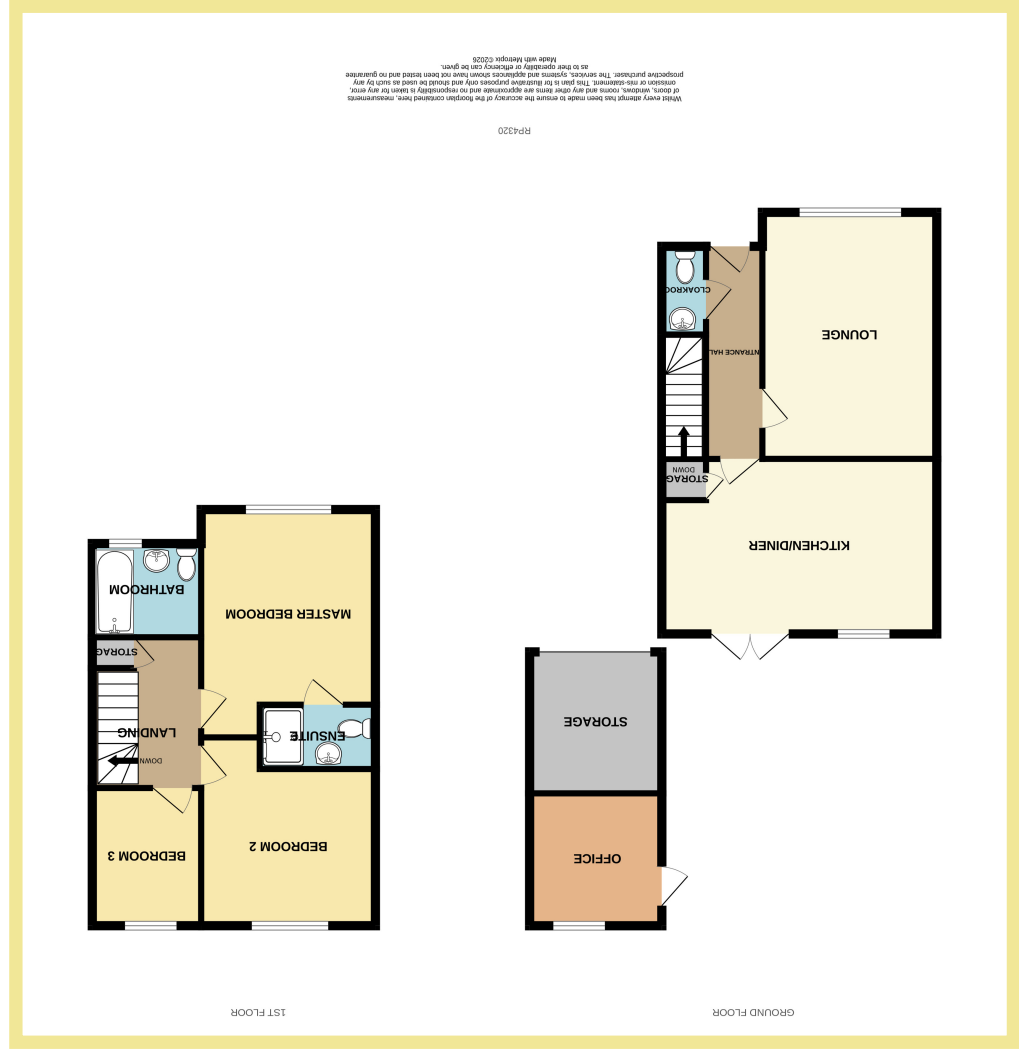 GROUND FLOOR
1ST FLOOR
OFFICE
STORAGE
KITCHEN/DINER
STORAG
DOWN
LOUNGE
NTRANCE HAL
CLOAKROO
BEDROOM 2
BEDROOM 3
DOWN
LANDING
ENSUITE
STORAG
MASTER BEDROOM
BATHROOM
RP4320
Whilst every attempt has been made to ensure the accuracy of the floorplan contained here, measurements
of doors, windows, rooms and any other items are approximate and no responsibility is taken for any error,
omission or mis-statement. This plan is for illustrative purposes only and should be used as such by any
prospective purchaser. The services, systems and appliances shown have not been tested and no guarantee
as to their operability or efficiency can be given.
Made with Metropix ©2026